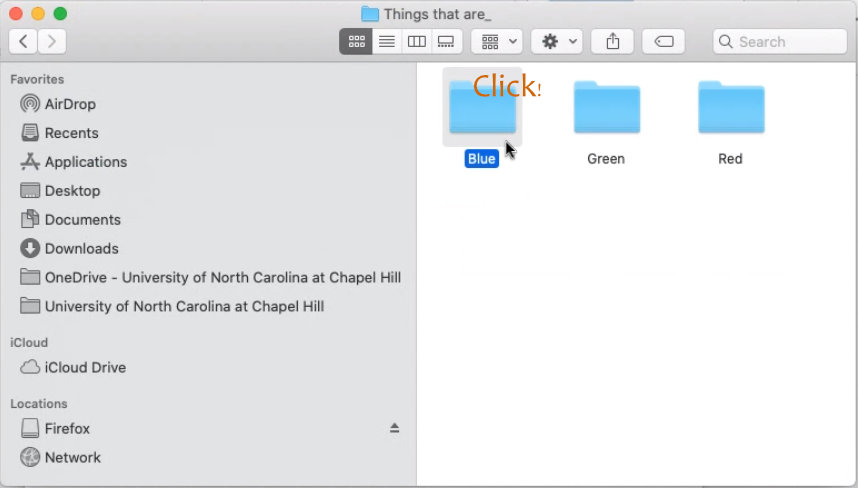 Things that are_
Search
Favorites
AirDrop
Recents
Applications
Desktop
Documents
Downloads
OneDrive - University of North Carolina at Chapel Hill
University of North Carolina at Chapel Hill
iCloud
iCloud Drive
Locations
Firefox
Network
Click!
Blue
Green
Red